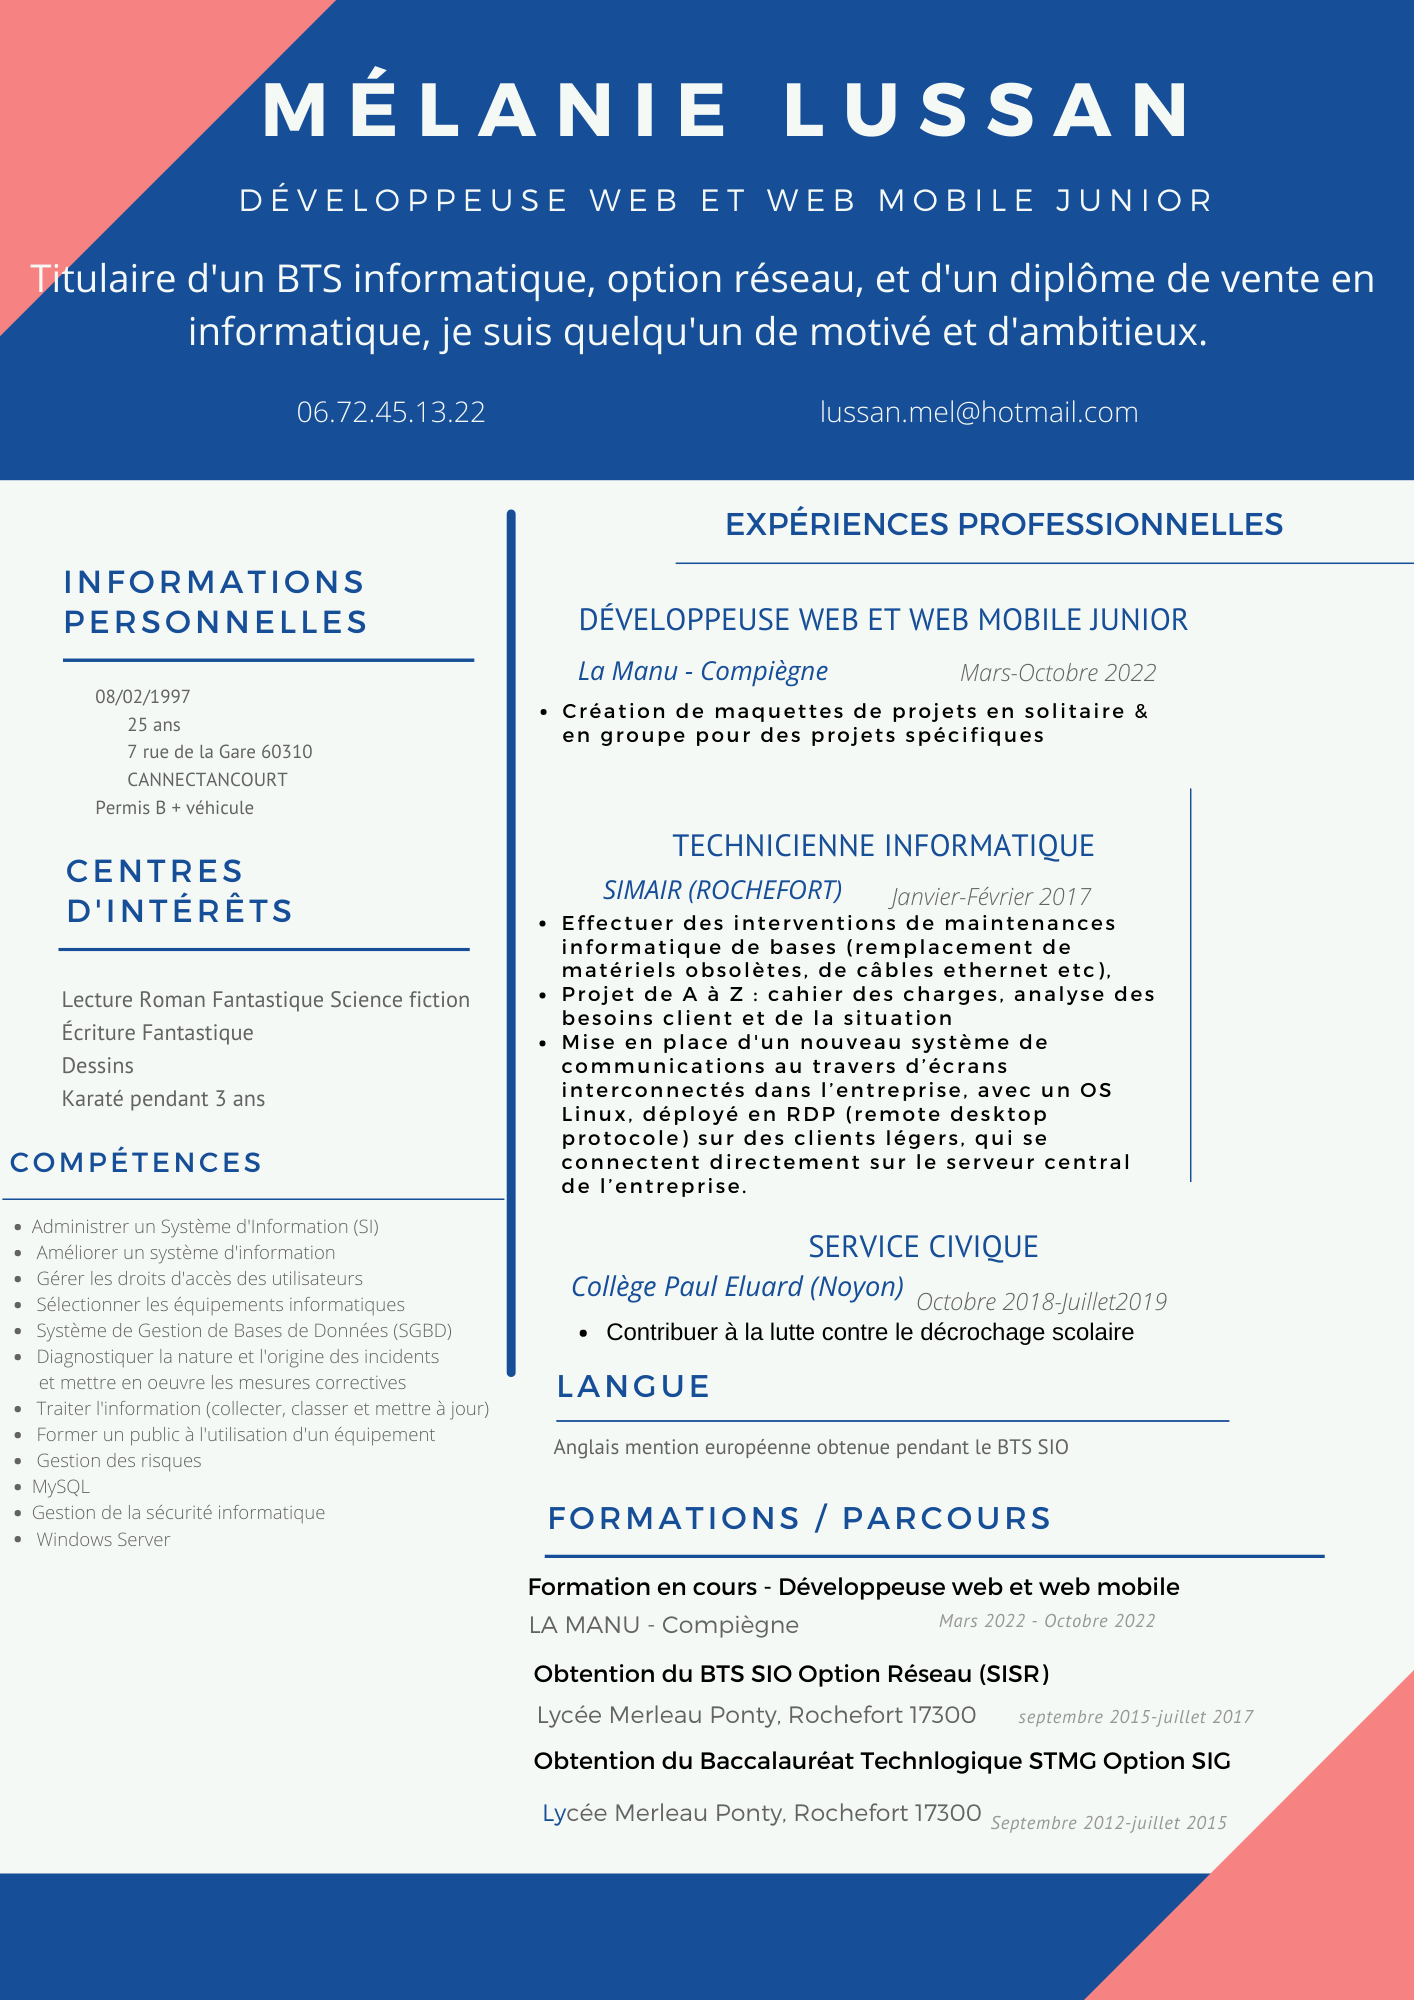 MÉLANIE LUSSAN
DÉVELOPPEUSE WEB ET WEB MOBILE JUNIOR
Titulaire d'un BTS informatique, option réseau, et d'un diplôme de vente en
informatique, je suis quelqu'un de motivé et d'ambitieux.
06.72.45.13.22
lussan.mel@hotmail.com
INFORMATIONS
PERSONNELLES
08/02/1997
25 ans
7 rue de la Gare 60310
CANNECTANCOURT
Permis B + véhicule
CENTRES
D'INTÉRÊTS
Lecture Roman Fantastique Science fiction
Écriture Fantastique
Dessins
Karaté pendant 3 ans
COMPÉTENCES
• Administrer un Système d'Information (SI)
• Améliorer un système d'information
• Gérer les droits d'accès des utilisateurs
• Sélectionner les équipements informatiques
• Système de Gestion de Bases de Données (SGBD)
• Diagnostiquer la nature et l'origine des incidents
et mettre en oeuvre les mesures correctives
• Traiter l'information (collecter, classer et mettre à jour)
• Former un public à l'utilisation d'un équipement
• Gestion des risques
• MySQL
• Gestion de la sécurité informatique
• Windows Server
EXPÉRIENCES PROFESSIONNELLES
DÉVELOPPEUSE WEB ET WEB MOBILE JUNIOR
La Manu - Compiègne
Mars-Octobre 2022
• Création de maquettes de projets en solitaire &
en groupe pour des projets spécifiques
TECHNICIENNE INFORMATIQUE
SIMAIR (ROCHEFORT)
Janvier-Février 2017
• Effectuer des interventions de maintenances
informatique de bases (remplacement de
matériels obsolètes, de câbles ethernet etc),
• Projet de A à Z : cahier des charges, analyse des
besoins client et de la situation
• Mise en place d'un nouveau système de
communications au travers d’écrans
interconnectés dans l’entreprise, avec un OS
Linux, déployé en RDP (remote desktop
protocole) sur des clients légers, qui se
connectent directement sur le serveur central
de l’entreprise.
SERVICE CIVIQUE
Collège Paul Eluard (Noyon)
Octobre 2018-Juillet2019
• Contribuer à la lutte contre le décrochage scolaire
LANGUE
Anglais mention européenne obtenue pendant le BTS SIO
FORMATIONS / PARCOURS
Formation en cours - Développeuse web et web mobile
LA MANU - Compiègne
Mars 2022 - Octobre 2022
Obtention du BTS SIO Option Réseau (SISR)
Lycée Merleau Ponty, Rochefort 17300
septembre 2015-juillet 2017
Obtention du Baccalauréat Technlogique STMG Option SIG
Lycée Merleau Ponty, Rochefort 17300
Septembre 2012-juillet 2015